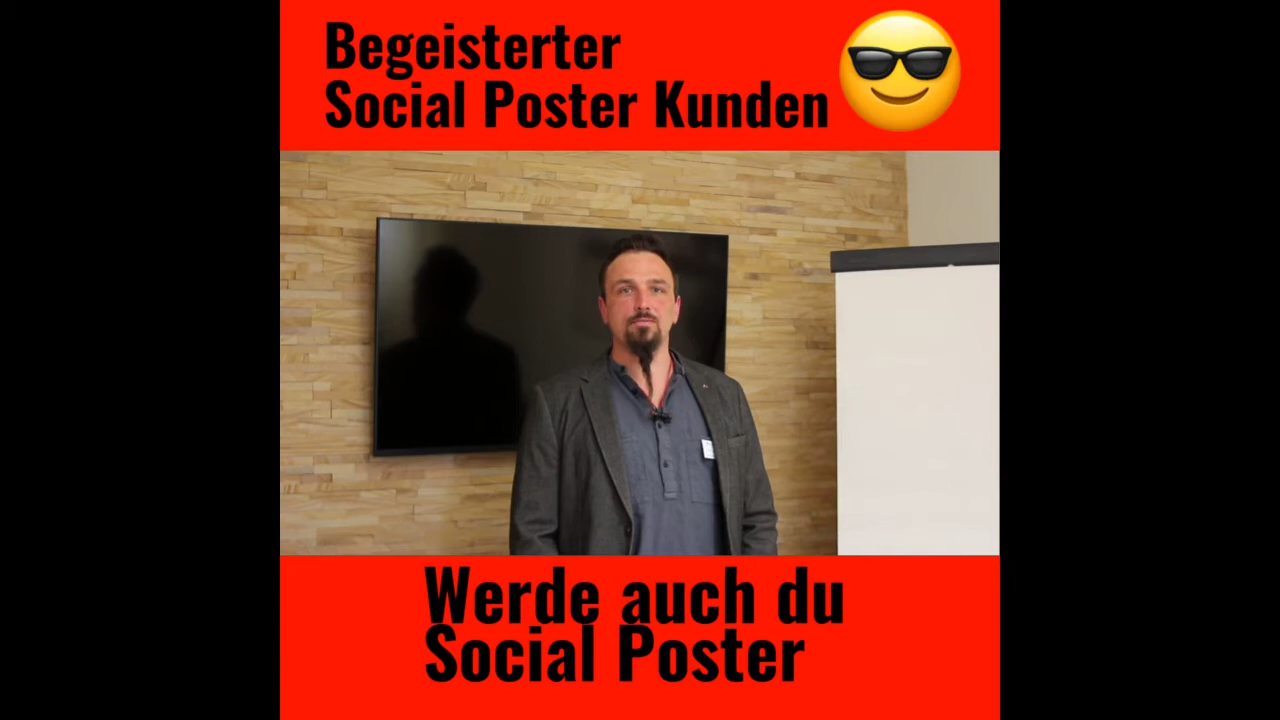 Begeisterter
Social Poster Kunden
Werde auch du
Social Poster